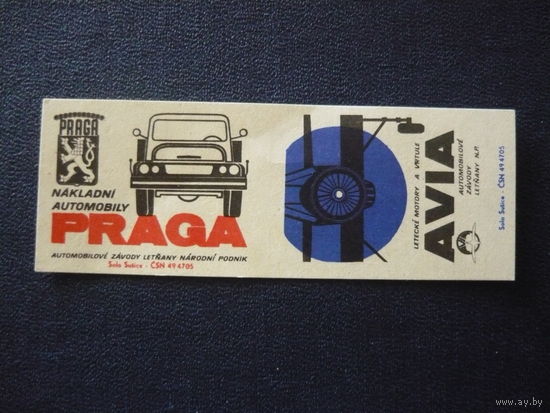 PRAGA
NÁKLADNÍ
AUTOMOBILY
PRAGA
AUTOMOBILOVÉ ZÁVODY LETŇANY NÁRODNÍ PODNIK
Solo Sušice - ČSN 49 4705
LETECKÉ MOTORY A VRTULE
AVIA
AUTOMOBILOVÉ
ZÁVODY
LETŇANY N.P.
Solo Sušice - ČSN 49 4705
www.ay.by